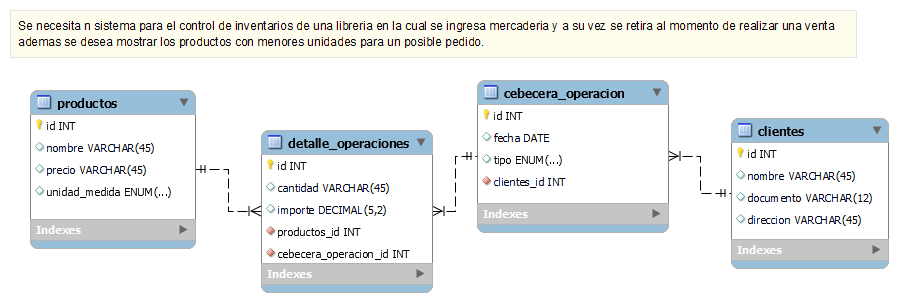 Se necesita n sistema para el control de inventarios de una libreria en la cual se ingresa mercaderia y a su vez se retira al momento de realizar una venta
ademas se desea mostrar los productos con menores unidades para un posible pedido.
productos
id INT
nombre VARCHAR(45)
precio VARCHAR(45)
unidad_medida ENUM(...)
Indexes
detalle_operaciones
id INT
cantidad VARCHAR(45)
importe DECIMAL(5,2)
productos_id INT
cebecera_operacion_id INT
Indexes
cebecera_operacion
id INT
fecha DATE
tipo ENUM(...)
clientes_id INT
Indexes
clientes
id INT
nombre VARCHAR(45)
documento VARCHAR(12)
direccion VARCHAR(45)
Indexes